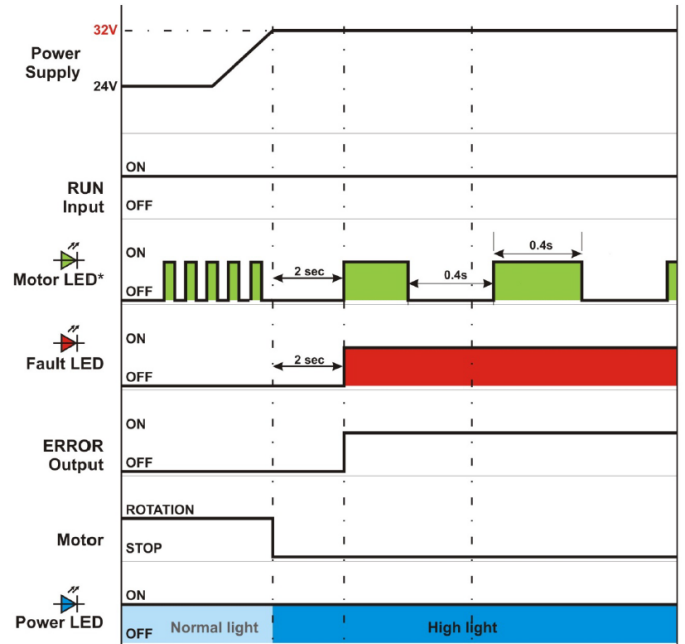 32V
Power
Supply
24V
ON
RUN
Input
OFF
ON
0.4s
2 sec
0.4s
Motor LED*
OFF
ON
2 sec
Fault LED
OFF
ON
ERROR
Output
OFF
ROTATION
Motor
STOP
ON
Power LED
OFF
Normal light
High light